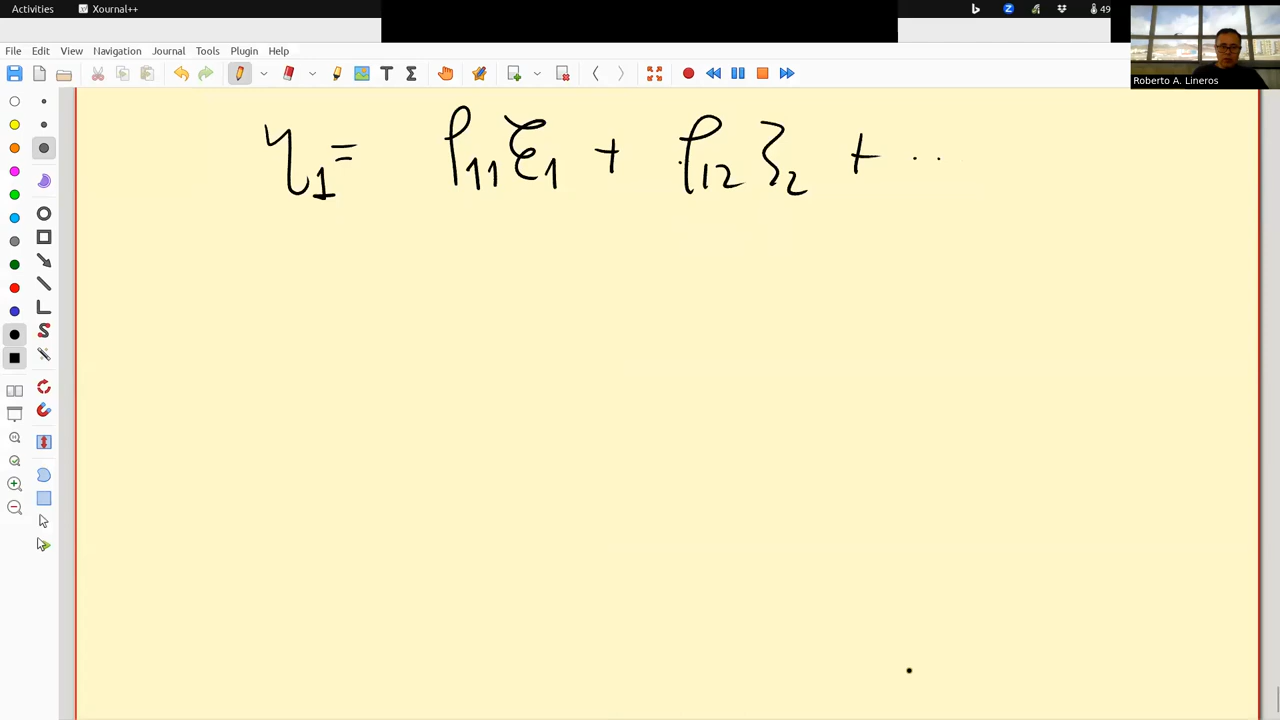 Activities Xournal++ 49
File Edit View Navigation Journal Tools Plugin Help
Roberto A. Lineros
η₁ = ρ₁₁ξ₁ + ρ₁₂ξ₂ + ..